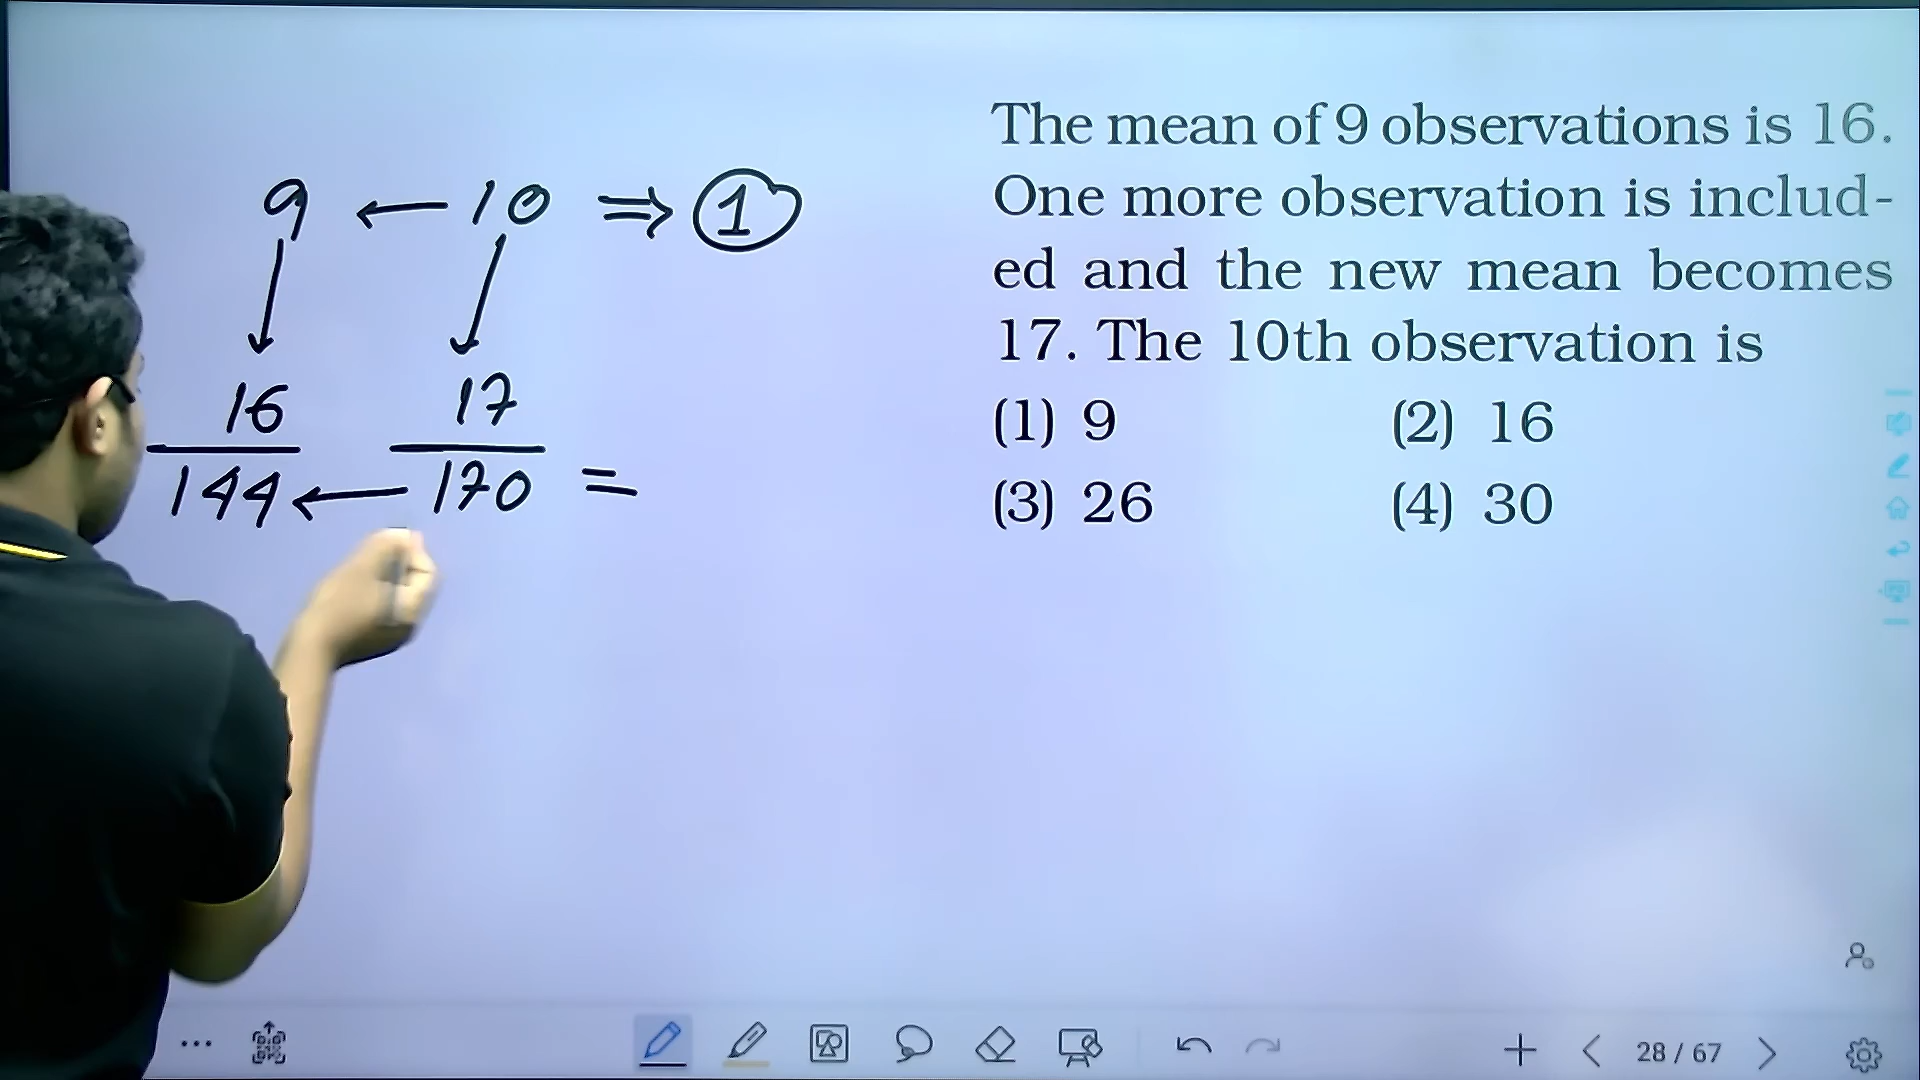 9 ← 10 ⇒ 1
16 17
144 ← 170 =
The mean of 9 observations is 16.
One more observation is includ-
ed and the new mean becomes
17. The 10th observation is
(1) 9 (2) 16
(3) 26 (4) 30
28 / 67